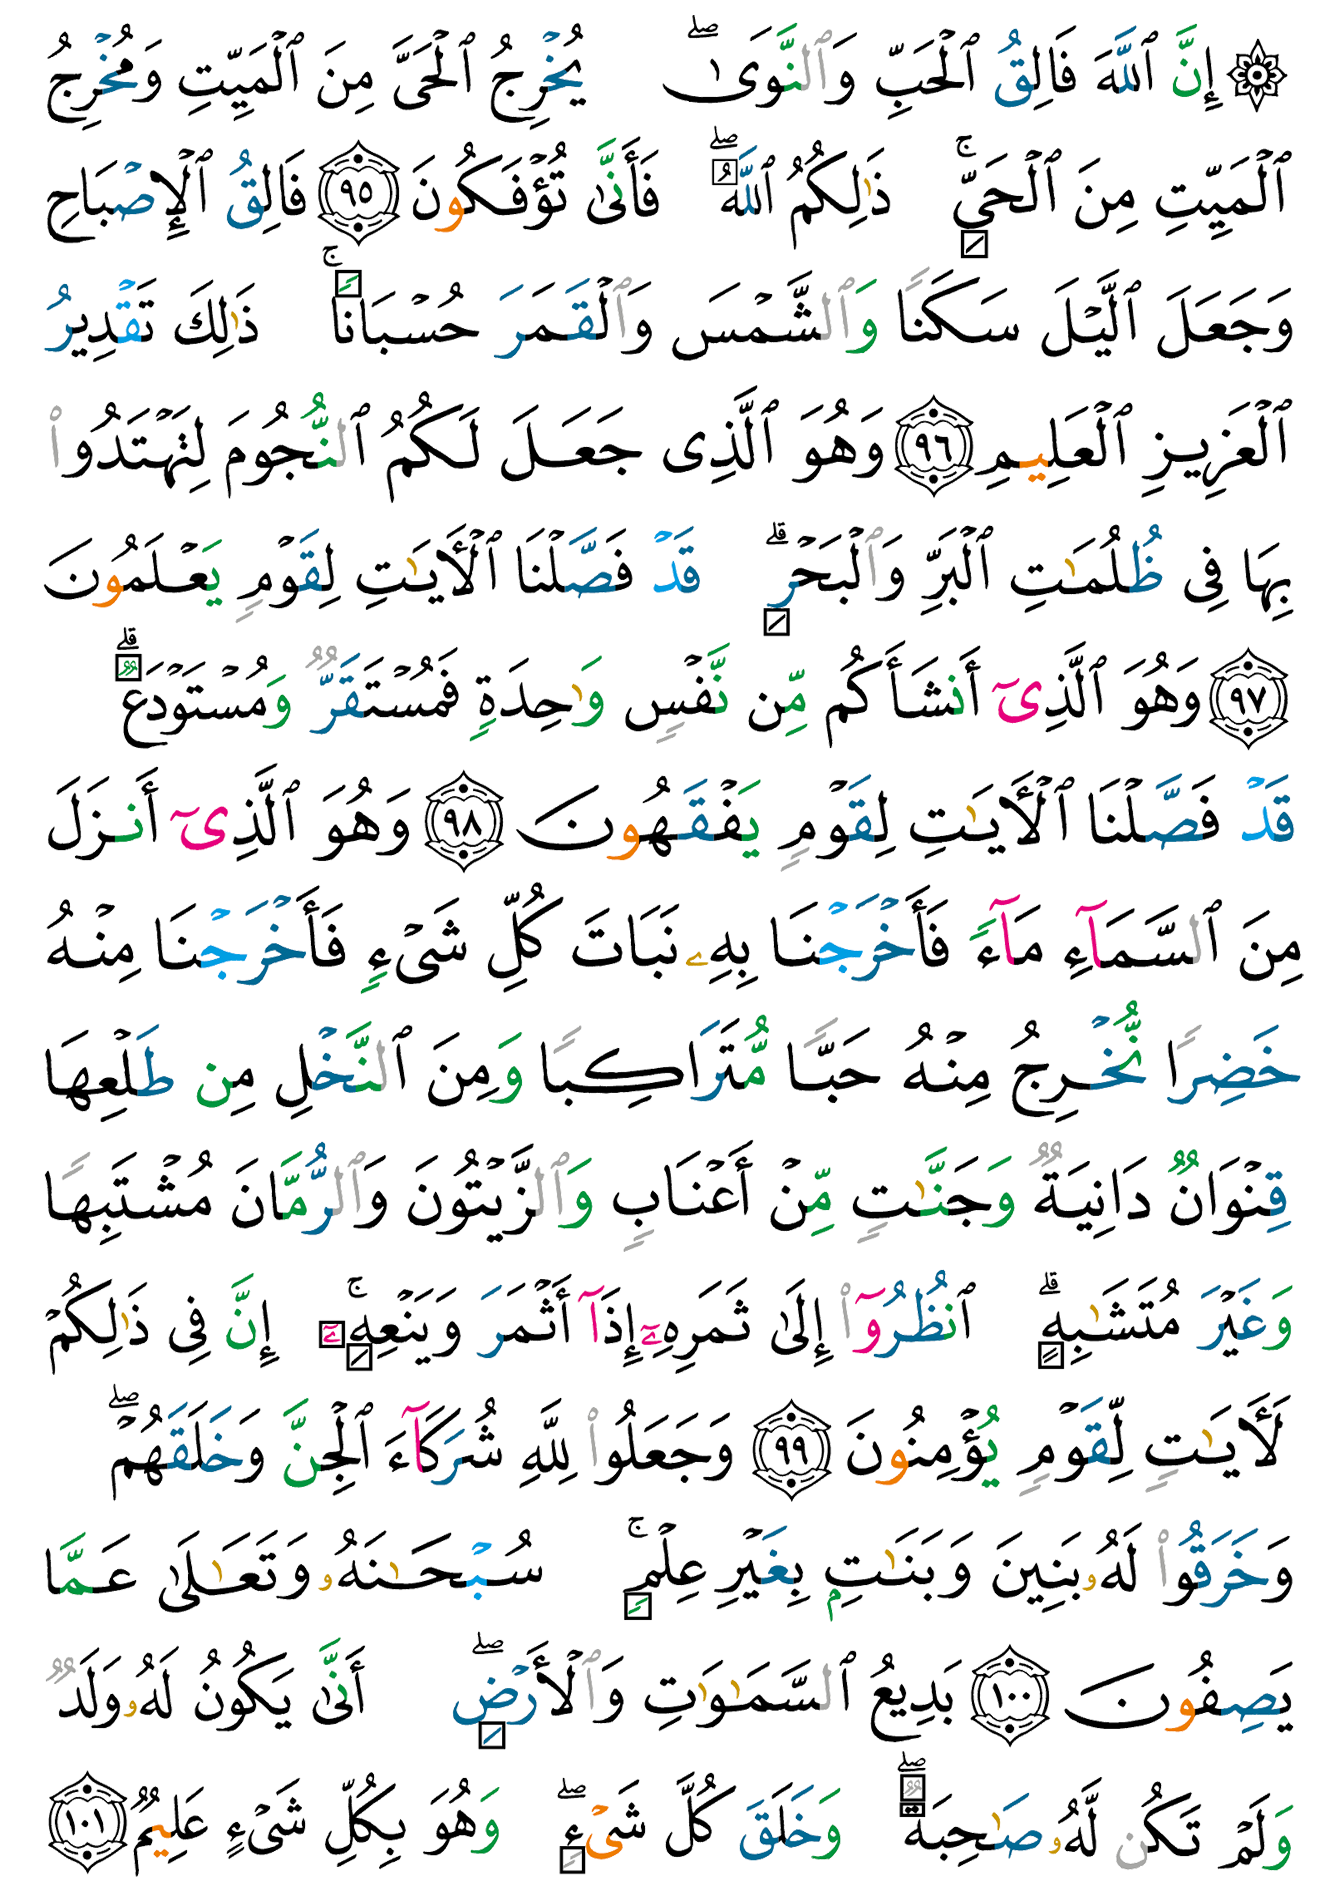 ۞ إِنَّ ٱللَّهَ فَالِقُ ٱلْحَبِّ وَٱلنَّوَىٰ ۖ يُخْرِجُ ٱلْحَىَّ مِنَ ٱلْمَيِّتِ وَمُخْرِجُ
ٱلْمَيِّتِ مِنَ ٱلْحَىِّ ۚ ذَٰلِكُمُ ٱللَّهُ ۖ فَأَنَّىٰ تُؤْفَكُونَ ٩٥ فَالِقُ ٱلْإِصْبَاحِ
وَجَعَلَ ٱلَّيْلَ سَكَنًا وَٱلشَّمْسَ وَٱلْقَمَرَ حُسْبَانًا ۚ ذَٰلِكَ تَقْدِيرُ
ٱلْعَزِيزِ ٱلْعَلِيمِ ٩٦ وَهُوَ ٱلَّذِى جَعَلَ لَكُمُ ٱلنُّجُومَ لِتَهْتَدُوا۟
بِهَا فِى ظُلُمَٰتِ ٱلْبَرِّ وَٱلْبَحْرِ ۗ قَدْ فَصَّلْنَا ٱلْأَيَٰتِ لِقَوْمٍ يَعْلَمُونَ
٩٧ وَهُوَ ٱلَّذِىٓ أَنشَأَكُم مِّن نَّفْسٍ وَٰحِدَةٍ فَمُسْتَقَرٌّ وَمُسْتَوْدَعٌ ۗ
قَدْ فَصَّلْنَا ٱلْأَيَٰتِ لِقَوْمٍ يَفْقَهُونَ ٩٨ وَهُوَ ٱلَّذِىٓ أَنزَلَ
مِنَ ٱلسَّمَآءِ مَآءً فَأَخْرَجْنَا بِهِۦ نَبَاتَ كُلِّ شَىْءٍ فَأَخْرَجْنَا مِنْهُ
خَضِرًا نُّخْرِجُ مِنْهُ حَبًّا مُّتَرَاكِبًا وَمِنَ ٱلنَّخْلِ مِن طَلْعِهَا
قِنْوَانٌ دَانِيَةٌ وَجَنَّٰتٍ مِّنْ أَعْنَابٍ وَٱلزَّيْتُونَ وَٱلرُّمَّانَ مُشْتَبِهًا
وَغَيْرَ مُتَشَٰبِهٍ ۗ ٱنظُرُوٓا۟ إِلَىٰ ثَمَرِهِۦٓ إِذَآ أَثْمَرَ وَيَنْعِهِۦٓ ۚ إِنَّ فِى ذَٰلِكُمْ
لَأَيَٰتٍ لِّقَوْمٍ يُؤْمِنُونَ ٩٩ وَجَعَلُوا۟ لِلَّهِ شُرَكَآءَ ٱلْجِنَّ وَخَلَقَهُمْ ۖ
وَخَرَقُوا۟ لَهُۥ بَنِينَ وَبَنَٰتٍۭ بِغَيْرِ عِلْمٍ ۚ سُبْحَٰنَهُۥ وَتَعَٰلَىٰ عَمَّا
يَصِفُونَ ١٠٠ بَدِيعُ ٱلسَّمَٰوَٰتِ وَٱلْأَرْضِ ۖ أَنَّىٰ يَكُونُ لَهُۥ وَلَدٌ
وَلَمْ تَكُن لَّهُۥ صَٰحِبَةٌ ۖ وَخَلَقَ كُلَّ شَىْءٍ ۖ وَهُوَ بِكُلِّ شَىْءٍ عَلِيمٌ ١٠١